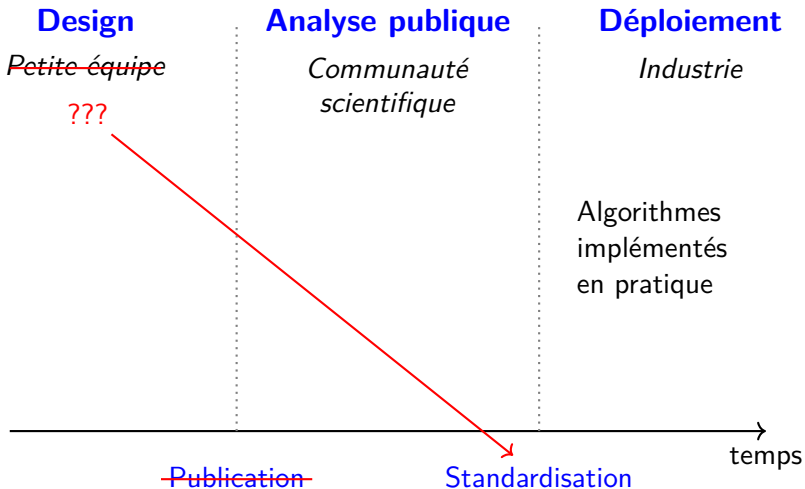 Design
Analyse publique
Déploiement
Petite équipe
Communauté
scientifique
Industrie
???
Algorithmes
implémentés
en pratique
temps
Publication
Standardisation